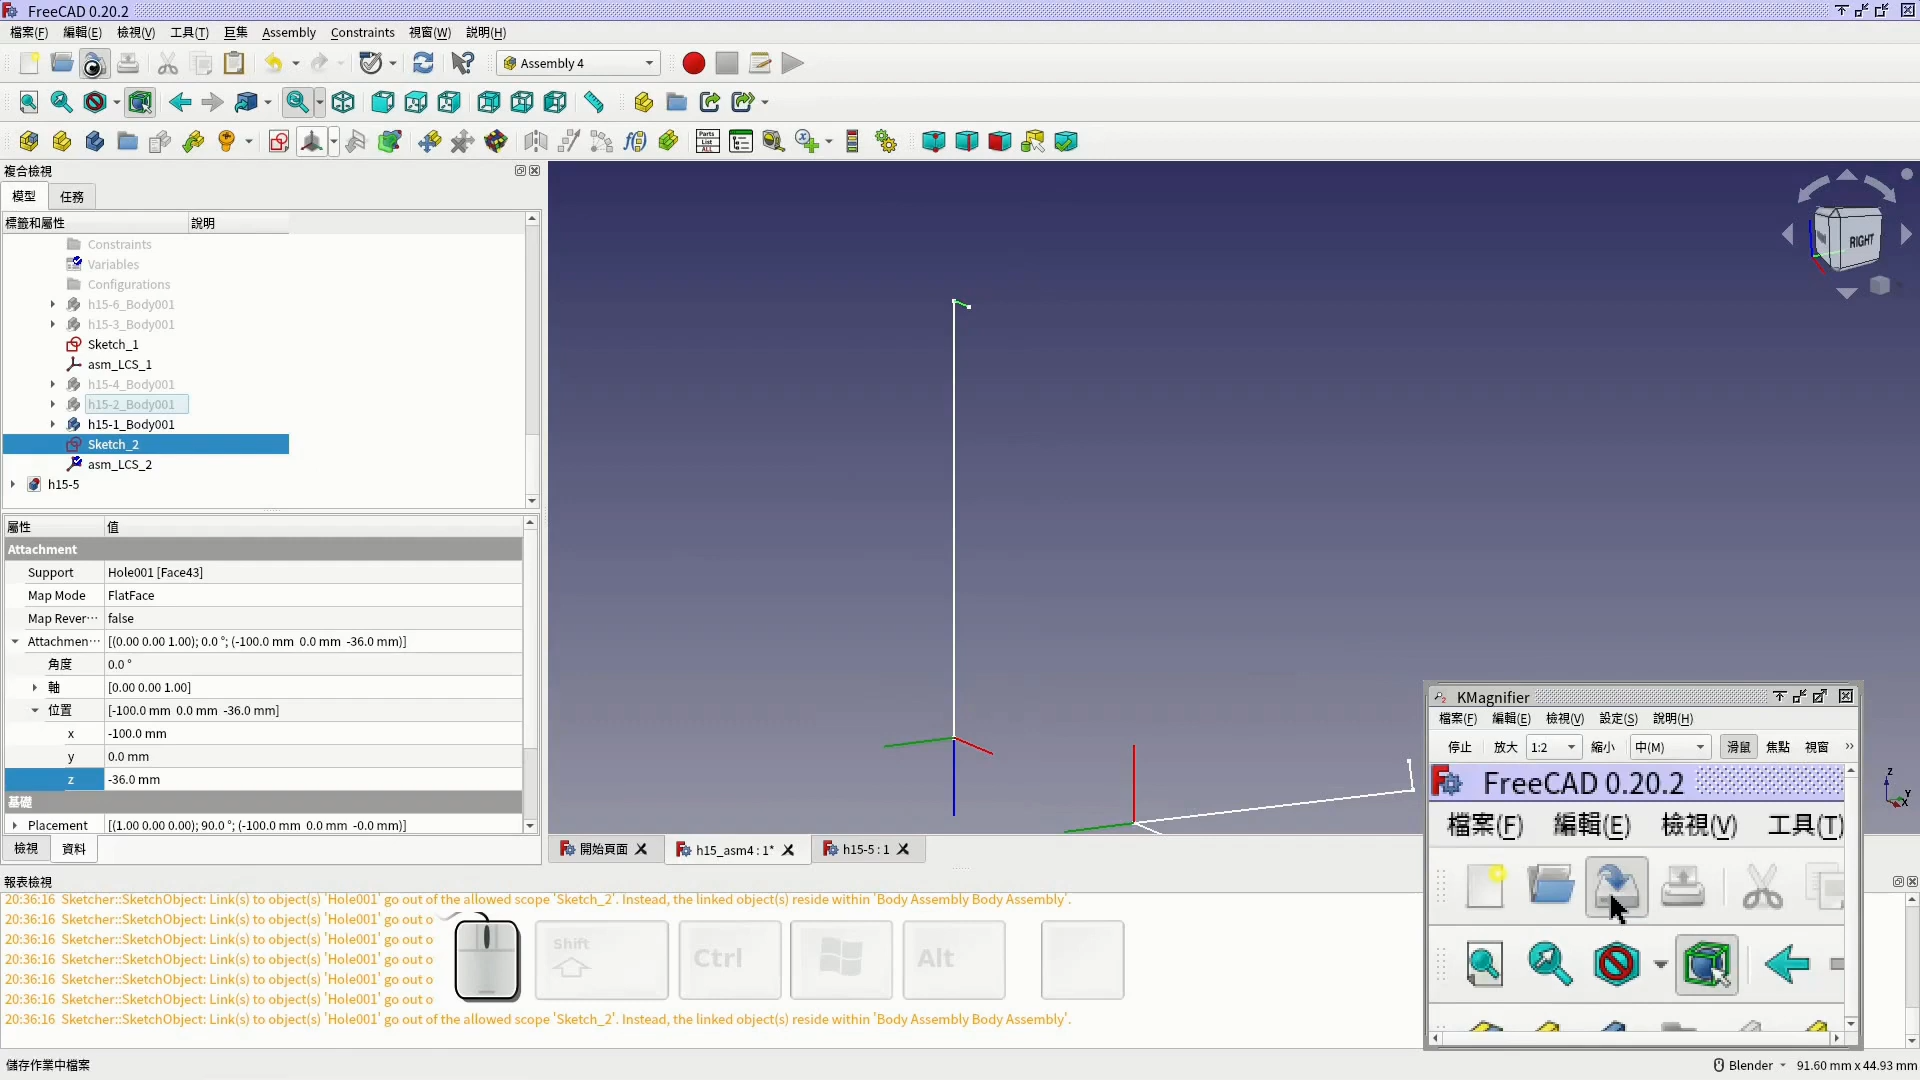 FreeCAD 0.20.2
檔案(F) 編輯(E) 檢視(V) 工具(T) 巨集 Assembly Constraints 視窗(W) 說明(H)
Assembly 4
Parts List ALL
複合檢視
模型 任務
標籤和屬性 說明
Constraints
Variables
Configurations
h15-6_Body001
h15-3_Body001
Sketch_1
asm_LCS_1
h15-4_Body001
h15-2_Body001
h15-1_Body001
Sketch_2
asm_LCS_2
h15-5
屬性 值
Attachment
Support Hole001 [Face43]
Map Mode FlatFace
Map Rever··· false
Attachmen··· [(0.00 0.00 1.00); 0.0 °; (-100.0 mm 0.0 mm -36.0 mm)]
角度 0.0 °
軸 [0.00 0.00 1.00]
位置 [-100.0 mm 0.0 mm -36.0 mm]
x -100.0 mm
y 0.0 mm
z -36.0 mm
基礎
Placement [(1.00 0.00 0.00); 90.0 °; (-100.0 mm 0.0 mm -0.0 mm)]
檢視 資料
RIGHT
Z
Y
X
開始頁面 h15_asm4 : 1* h15-5 : 1
KMagnifier
檔案(F) 編輯(E) 檢視(V) 設定(S) 說明(H)
停止 放大 1:2 縮小 中(M) 滑鼠 焦點 視窗 »
FreeCAD 0.20.2
檔案(F) 編輯(E) 檢視(V) 工具(T)
報表檢視
20:36:16 Sketcher::SketchObject: Link(s) to object(s) 'Hole001' go out of the allowed scope 'Sketch_2'. Instead, the linked object(s) reside within 'Body Assembly Body Assembly'.
20:36:16 Sketcher::SketchObject: Link(s) to object(s) 'Hole001' go out o
20:36:16 Sketcher::SketchObject: Link(s) to object(s) 'Hole001' go out o
20:36:16 Sketcher::SketchObject: Link(s) to object(s) 'Hole001' go out o
20:36:16 Sketcher::SketchObject: Link(s) to object(s) 'Hole001' go out o
20:36:16 Sketcher::SketchObject: Link(s) to object(s) 'Hole001' go out o
20:36:16 Sketcher::SketchObject: Link(s) to object(s) 'Hole001' go out of the allowed scope 'Sketch_2'. Instead, the linked object(s) reside within 'Body Assembly Body Assembly'.
Shift Ctrl Alt
儲存作業中檔案
Blender 91.60 mm x 44.93 mm